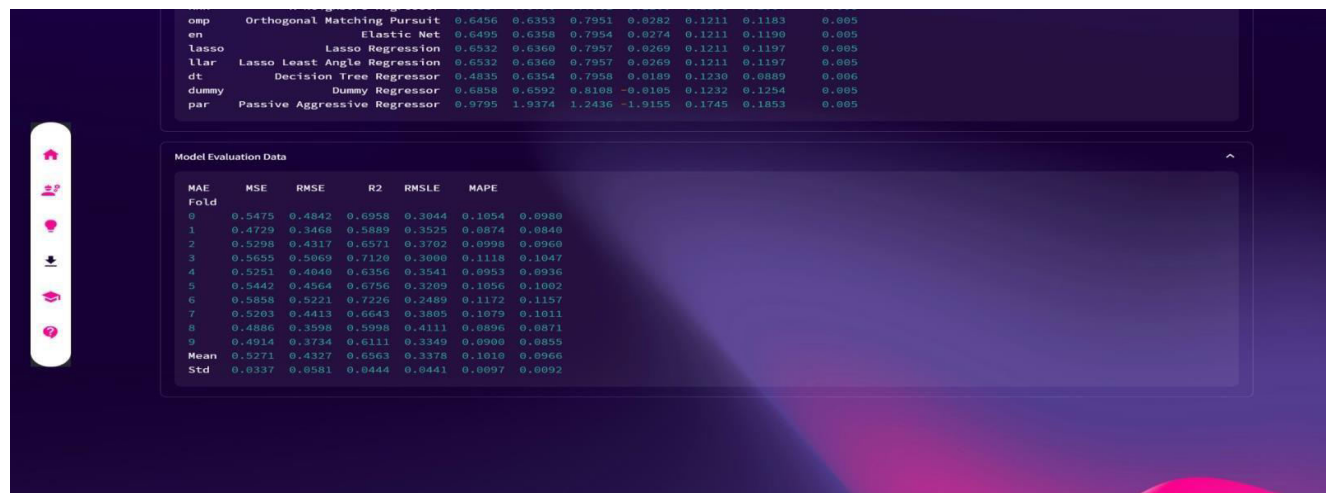 omp Orthogonal Matching Pursuit 0.6456 0.6353 0.7951 0.0282 0.1211 0.1183 0.005
en Elastic Net 0.6495 0.6358 0.7954 0.0274 0.1211 0.1190 0.005
lasso Lasso Regression 0.6532 0.6360 0.7957 0.0269 0.1211 0.1197 0.005
llar Lasso Least Angle Regression 0.6532 0.6360 0.7957 0.0269 0.1211 0.1197 0.005
dt Decision Tree Regressor 0.4835 0.6354 0.7958 0.0189 0.1230 0.0889 0.006
dummy Dummy Regressor 0.6858 0.6592 0.8108 -0.0105 0.1232 0.1254 0.005
par Passive Aggressive Regressor 0.9795 1.9374 1.2436 -1.9155 0.1745 0.1853 0.005
Model Evaluation Data
MAE MSE RMSE R2 RMSLE MAPE
Fold
0 0.5475 0.4842 0.6958 0.3044 0.1054 0.0980
1 0.4729 0.3468 0.5889 0.3525 0.0874 0.0840
2 0.5298 0.4317 0.6571 0.3702 0.0998 0.0960
3 0.5655 0.5069 0.7120 0.3000 0.1118 0.1047
4 0.5251 0.4040 0.6356 0.3541 0.0953 0.0936
5 0.5442 0.4564 0.6756 0.3209 0.1056 0.1002
6 0.5858 0.5221 0.7226 0.2489 0.1172 0.1157
7 0.5203 0.4413 0.6643 0.3805 0.1079 0.1011
8 0.4886 0.3598 0.5998 0.4111 0.0896 0.0871
9 0.4914 0.3734 0.6111 0.3349 0.0900 0.0855
Mean 0.5271 0.4327 0.6563 0.3378 0.1010 0.0966
Std 0.0337 0.0581 0.0444 0.0441 0.0097 0.0092